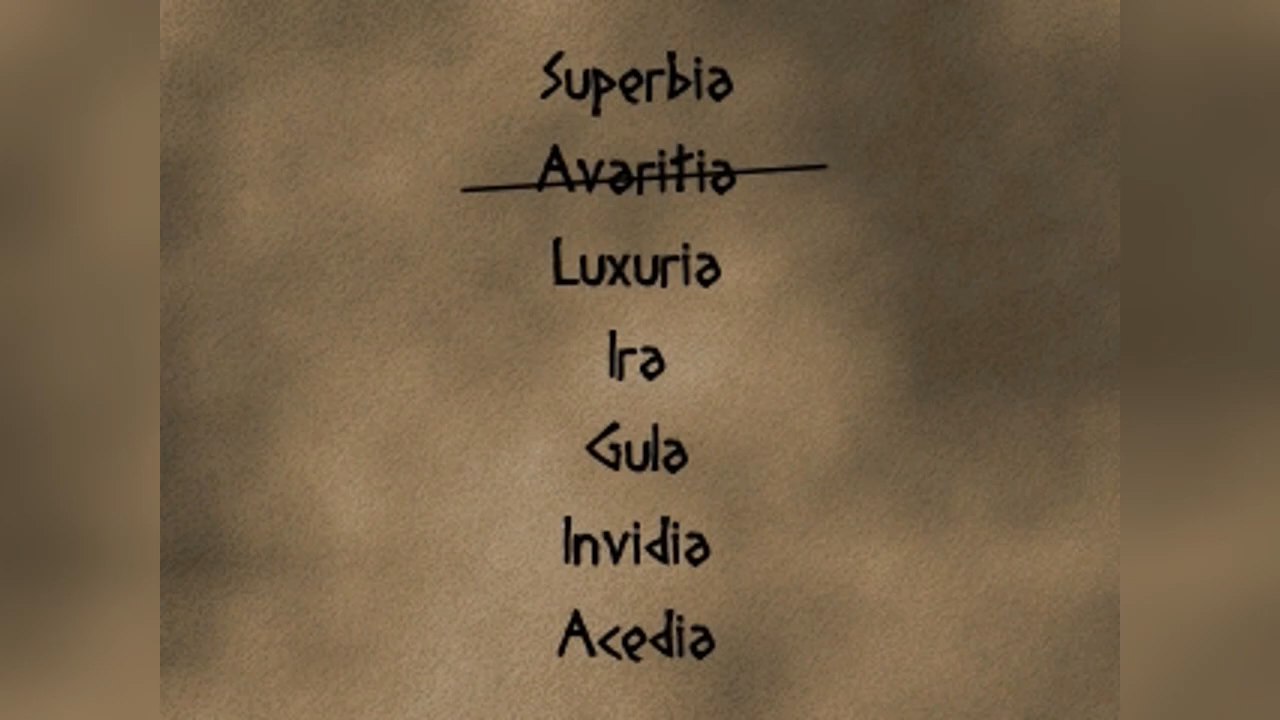 Superbia
Avaritia
Luxuria
Ira
Gula
Invidia
Acedia